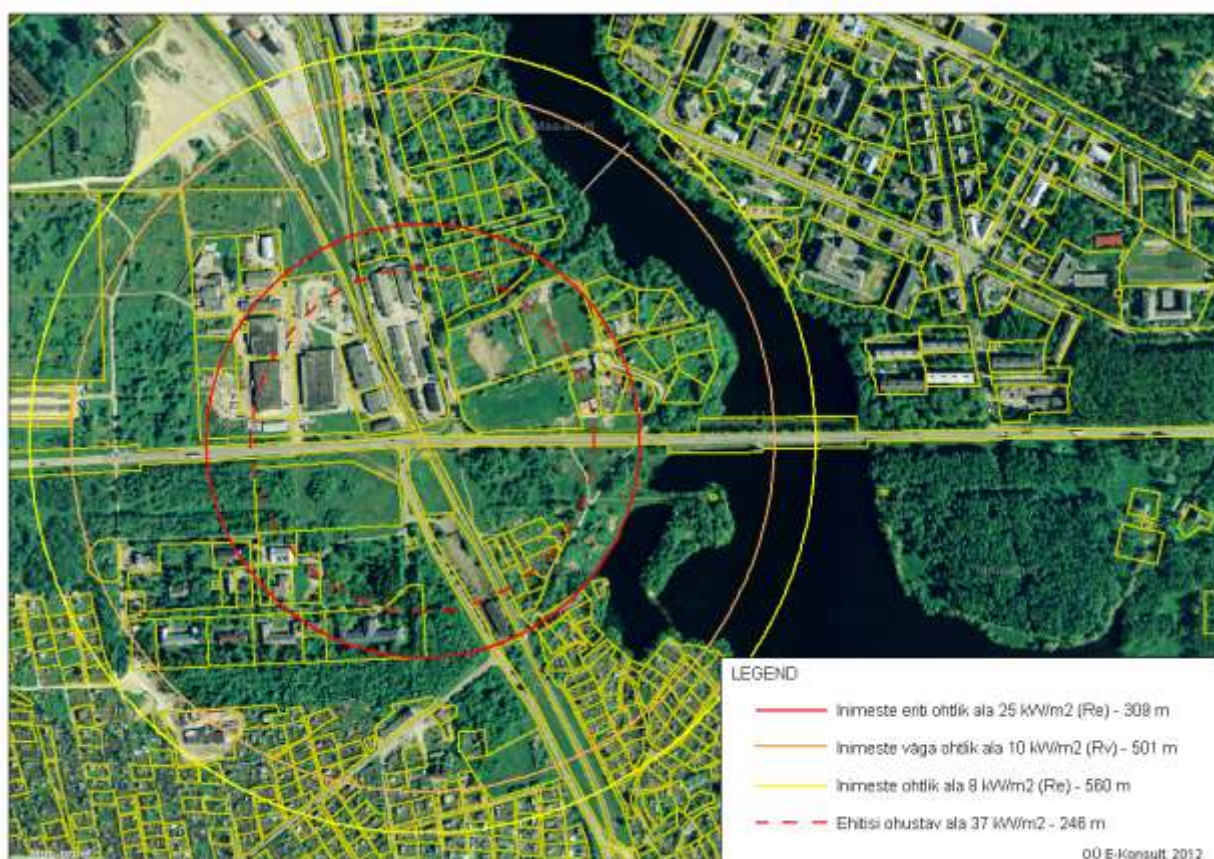 LEGEND
Inimeste eriti ohtlik ala 25 kW/m2 (Re) - 309 m
Inimeste väga ohtlik ala 10 kW/m2 (Rv) - 501 m
Inimeste ohtlik ala 8 kW/m2 (Re) - 560 m
Ehitisi ohustav ala 37 kW/m2 - 246 m
OÜ E-Konsult 2012